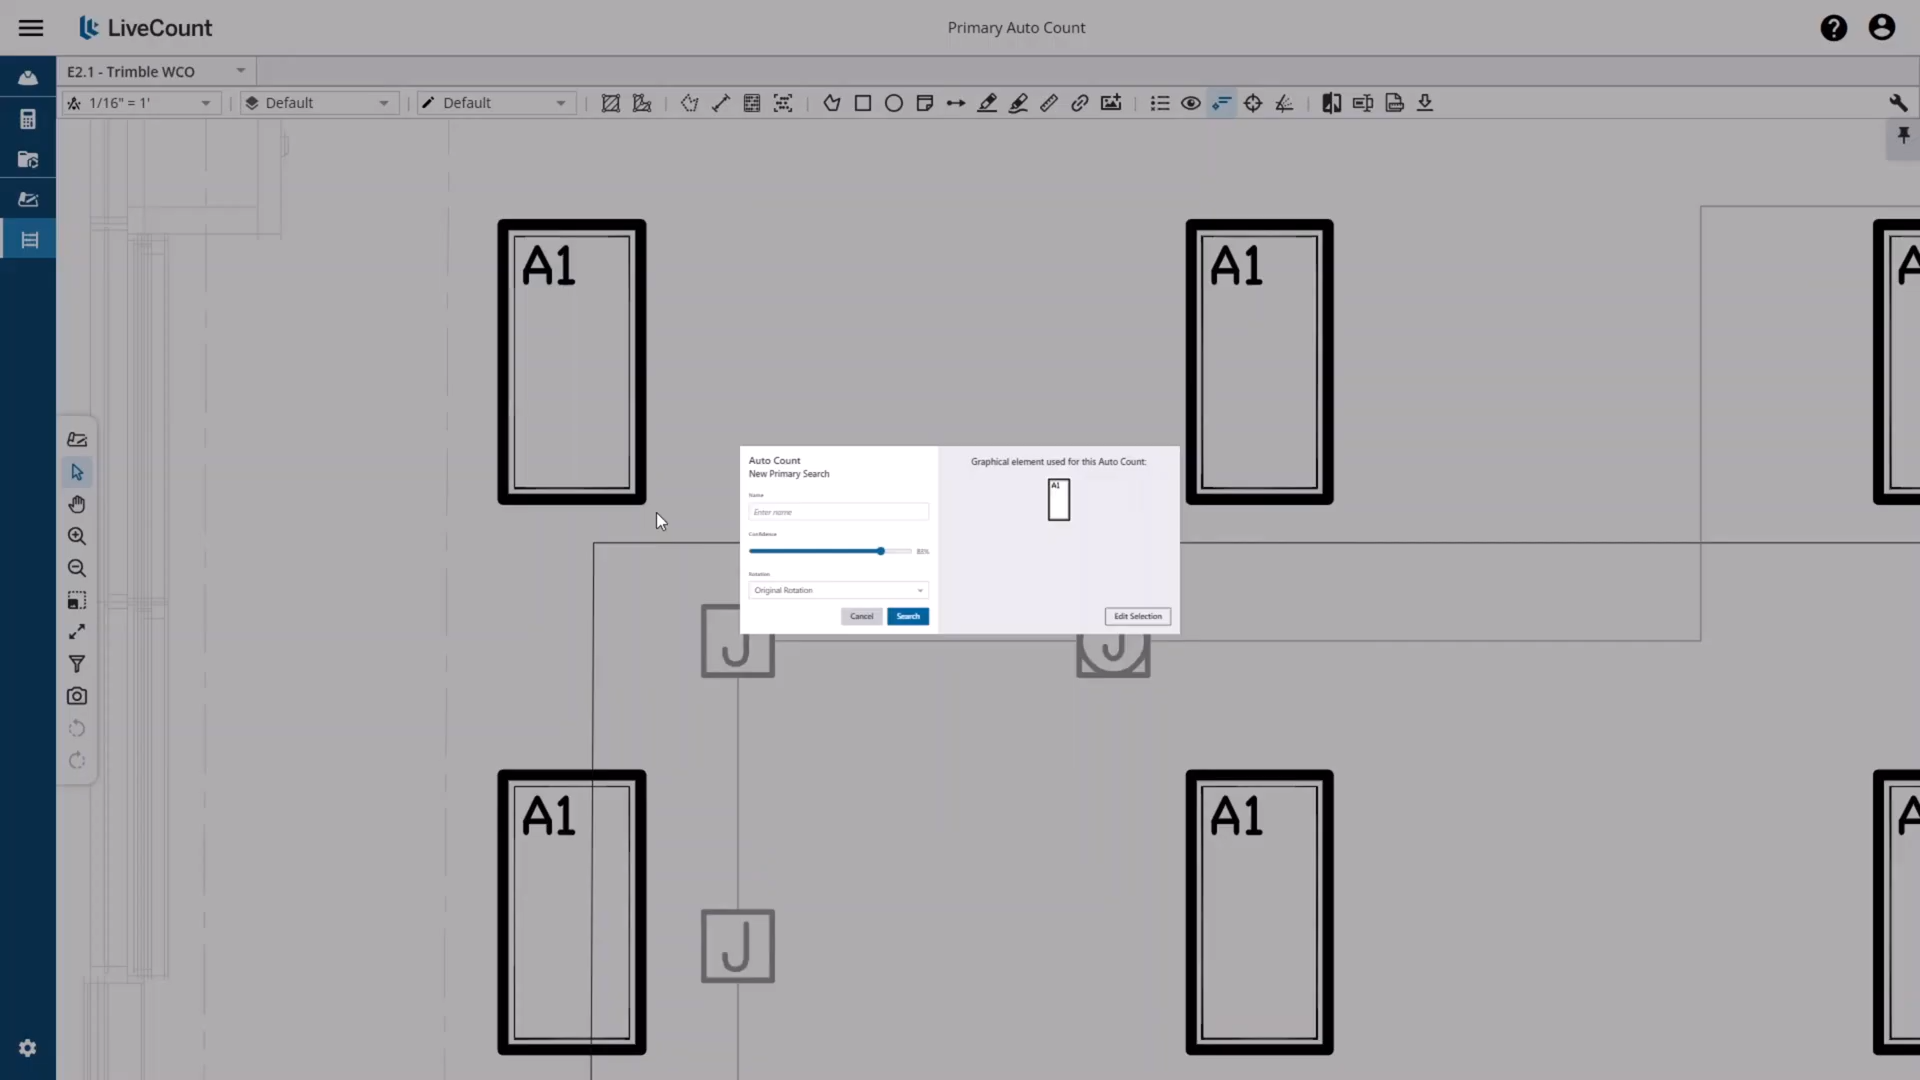 LiveCount
Primary Auto Count
E2.1 - Trimble WCO
1/16" = 1'
Default
Default
A1
A1
A
Auto Count
New Primary Search
Name
Enter name
Confidence
Rotation
Original Rotation
Cancel
Search
Graphical element used for this Auto Count:
A1
Edit Selection
J
J
A1
A1
A
J